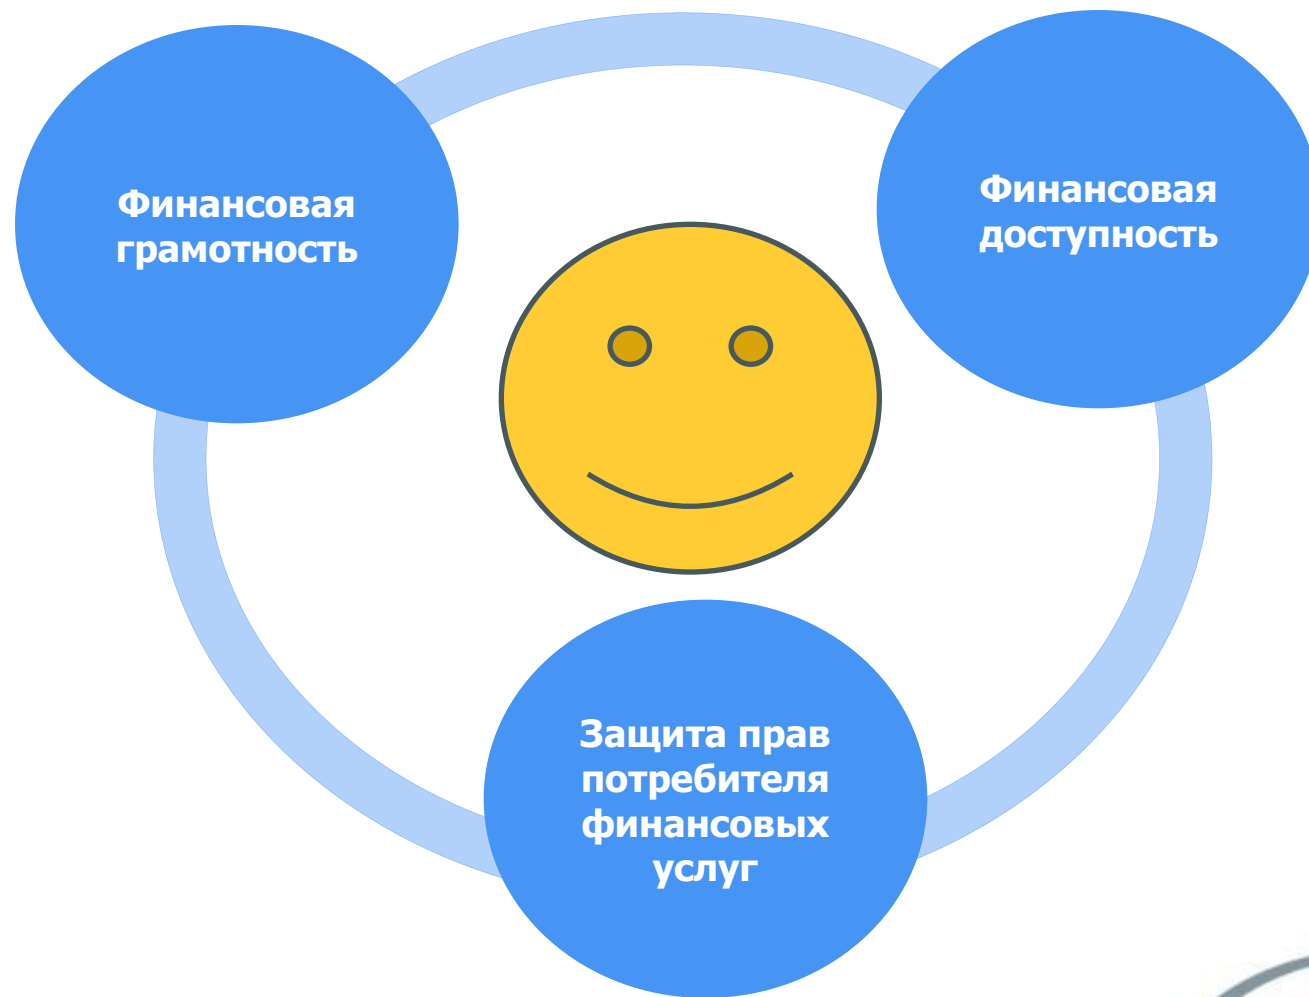 Финансовая
грамотность
Финансовая
доступность
Защита прав
потребителя
финансовых
услуг